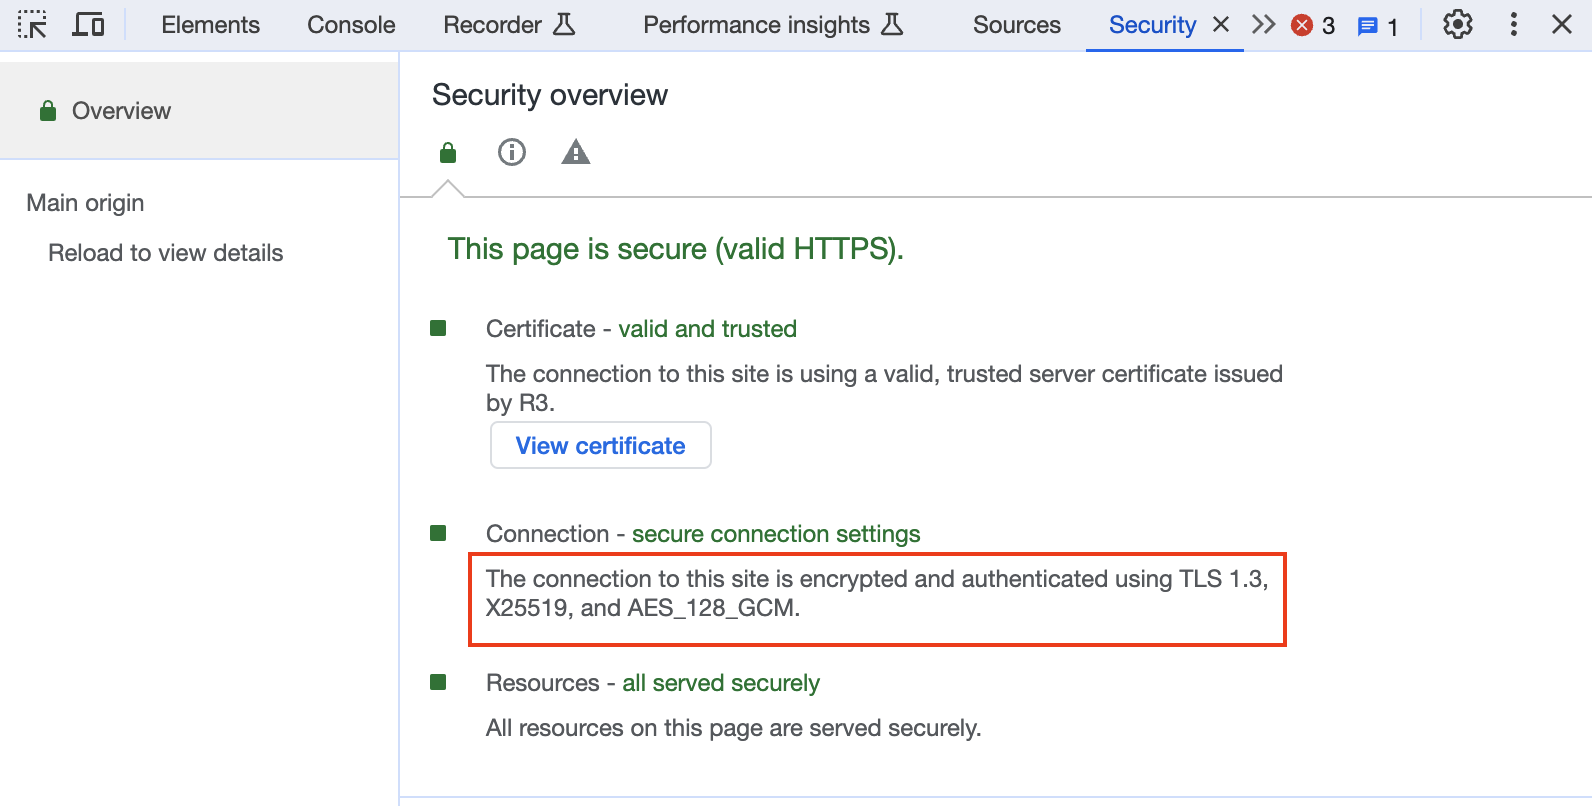 Elements Console Recorder Performance insights Sources Security 3 1
Overview
Main origin
Reload to view details
Security overview
This page is secure (valid HTTPS).
Certificate - valid and trusted
The connection to this site is using a valid, trusted server certificate issued
by R3.
View certificate
Connection - secure connection settings
The connection to this site is encrypted and authenticated using TLS 1.3,
X25519, and AES_128_GCM.
Resources - all served securely
All resources on this page are served securely.